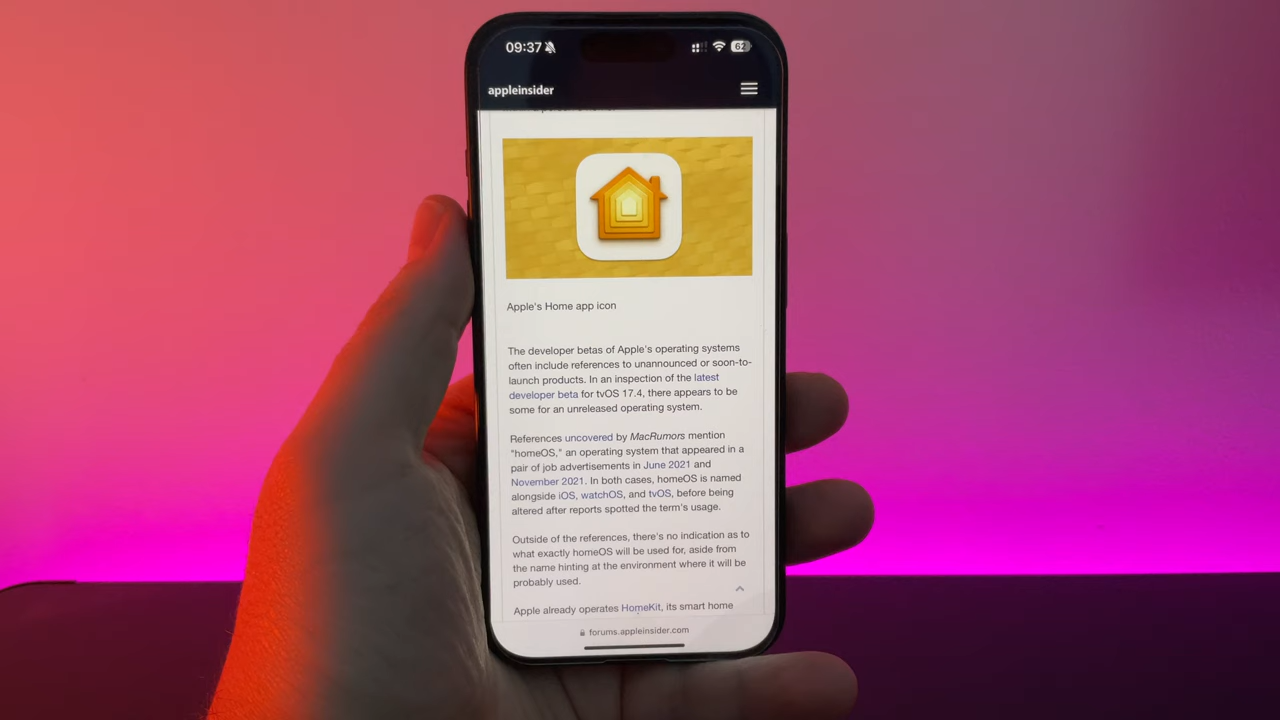 09:37
62
appleinsider
Apple's Home app icon
The developer betas of Apple's operating systems
often include references to unannounced or soon-to-
launch products. In an inspection of the latest
developer beta for tvOS 17.4, there appears to be
some for an unreleased operating system.
References uncovered by MacRumors mention
"homeOS," an operating system that appeared in a
pair of job advertisements in June 2021 and
November 2021. In both cases, homeOS is named
alongside iOS, watchOS, and tvOS, before being
altered after reports spotted the term's usage.
Outside of the references, there's no indication as to
what exactly homeOS will be used for, aside from
the name hinting at the environment where it will be
probably used.
Apple already operates HomeKit, its smart home
forums.appleinsider.com